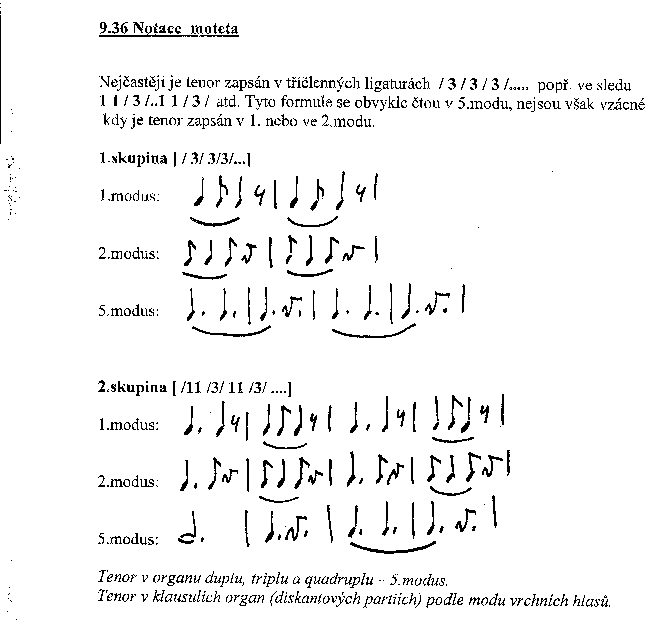 9.36 Notace moteta
Nejčastěji je tenor zapsán v tříčlenných ligaturách / 3 / 3 / 3 /..... popř. ve sledu
1 1 / 3 /..1 1 / 3 / atd. Tyto formule se obvykle čtou v 5.modu, nejsou však vzácné
kdy je tenor zapsán v 1. nebo ve 2.modu.
1.skupina [ / 3/ 3/3/...]
1.modus:
2.modus:
5.modus:
2.skupina [ /11 /3/ 11 /3/ ....]
1.modus:
2.modus:
5.modus:
Tenor v organu duplu, triplu a quadruplu - 5.modus.
Tenor v klausulích organ (diskantových partiích) podle modu vrchních hlasů.